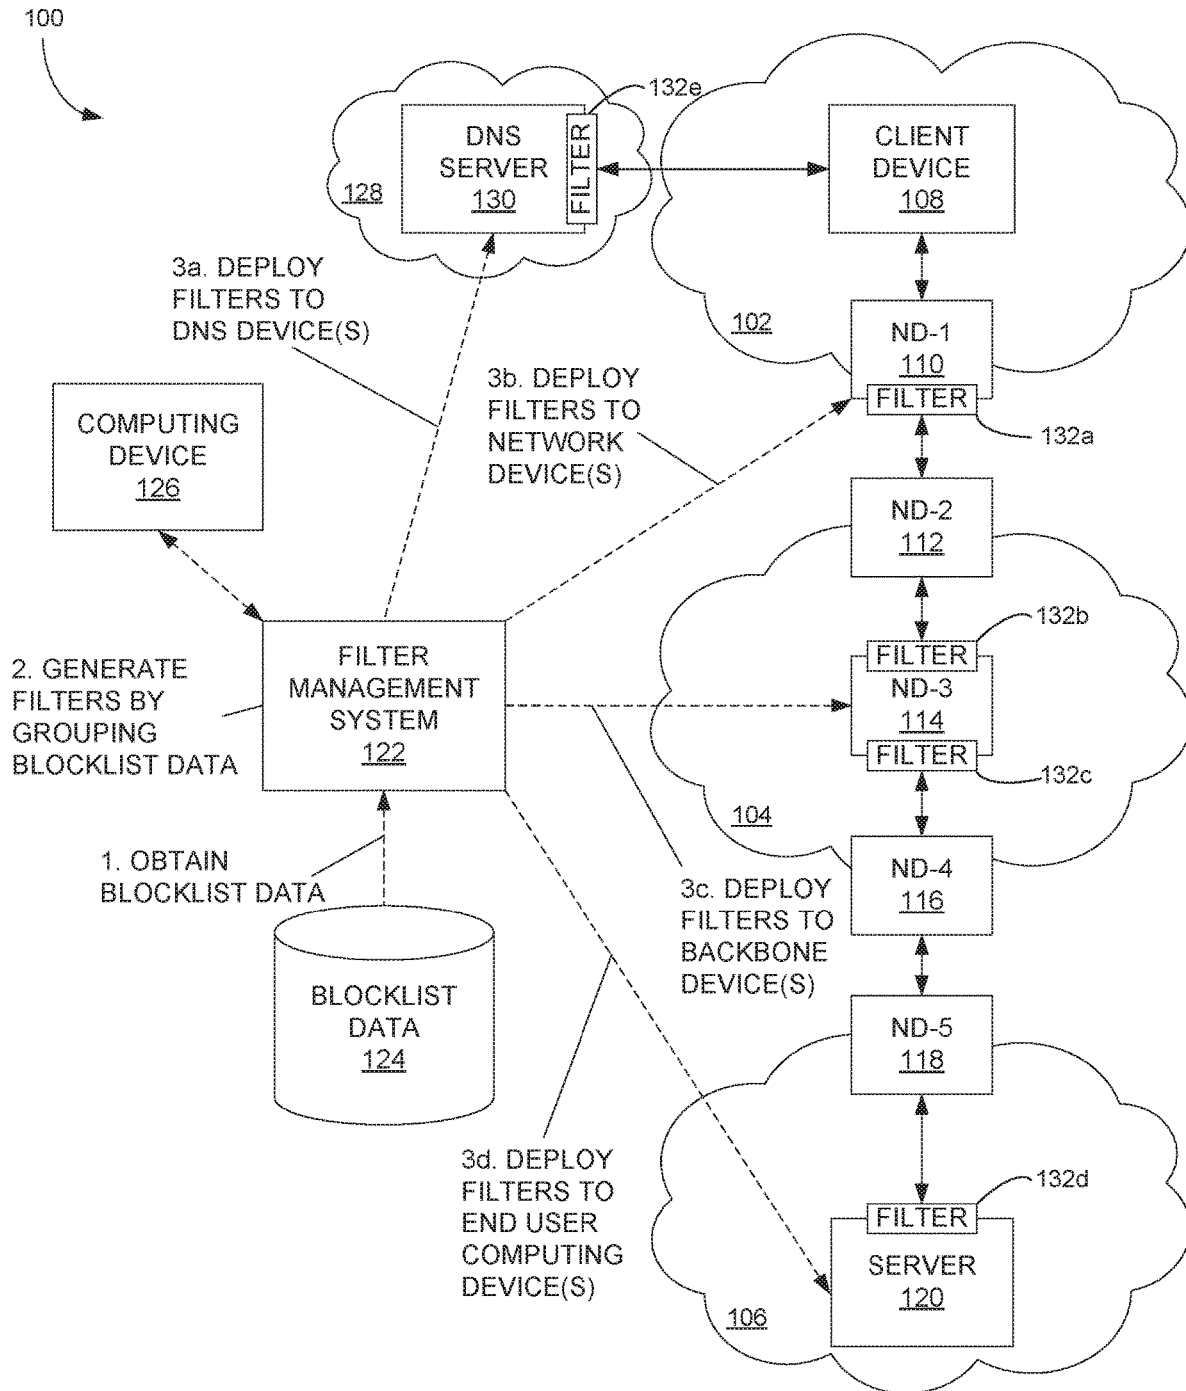 100
132e
DNS
SERVER
130
FILTER
128
CLIENT
DEVICE
108
3a. DEPLOY
FILTERS TO
DNS DEVICE(S)
102
ND-1
110
FILTER
132a
3b. DEPLOY
FILTERS TO
NETWORK
DEVICE(S)
COMPUTING
DEVICE
126
ND-2
112
132b
FILTER
ND-3
114
FILTER
132c
2. GENERATE
FILTERS BY
GROUPING
BLOCKLIST DATA
FILTER
MANAGEMENT
SYSTEM
122
104
1. OBTAIN
BLOCKLIST DATA
3c. DEPLOY
FILTERS TO
BACKBONE
DEVICE(S)
ND-4
116
BLOCKLIST
DATA
124
ND-5
118
3d. DEPLOY
FILTERS TO
END USER
COMPUTING
DEVICE(S)
132d
FILTER
SERVER
120
106